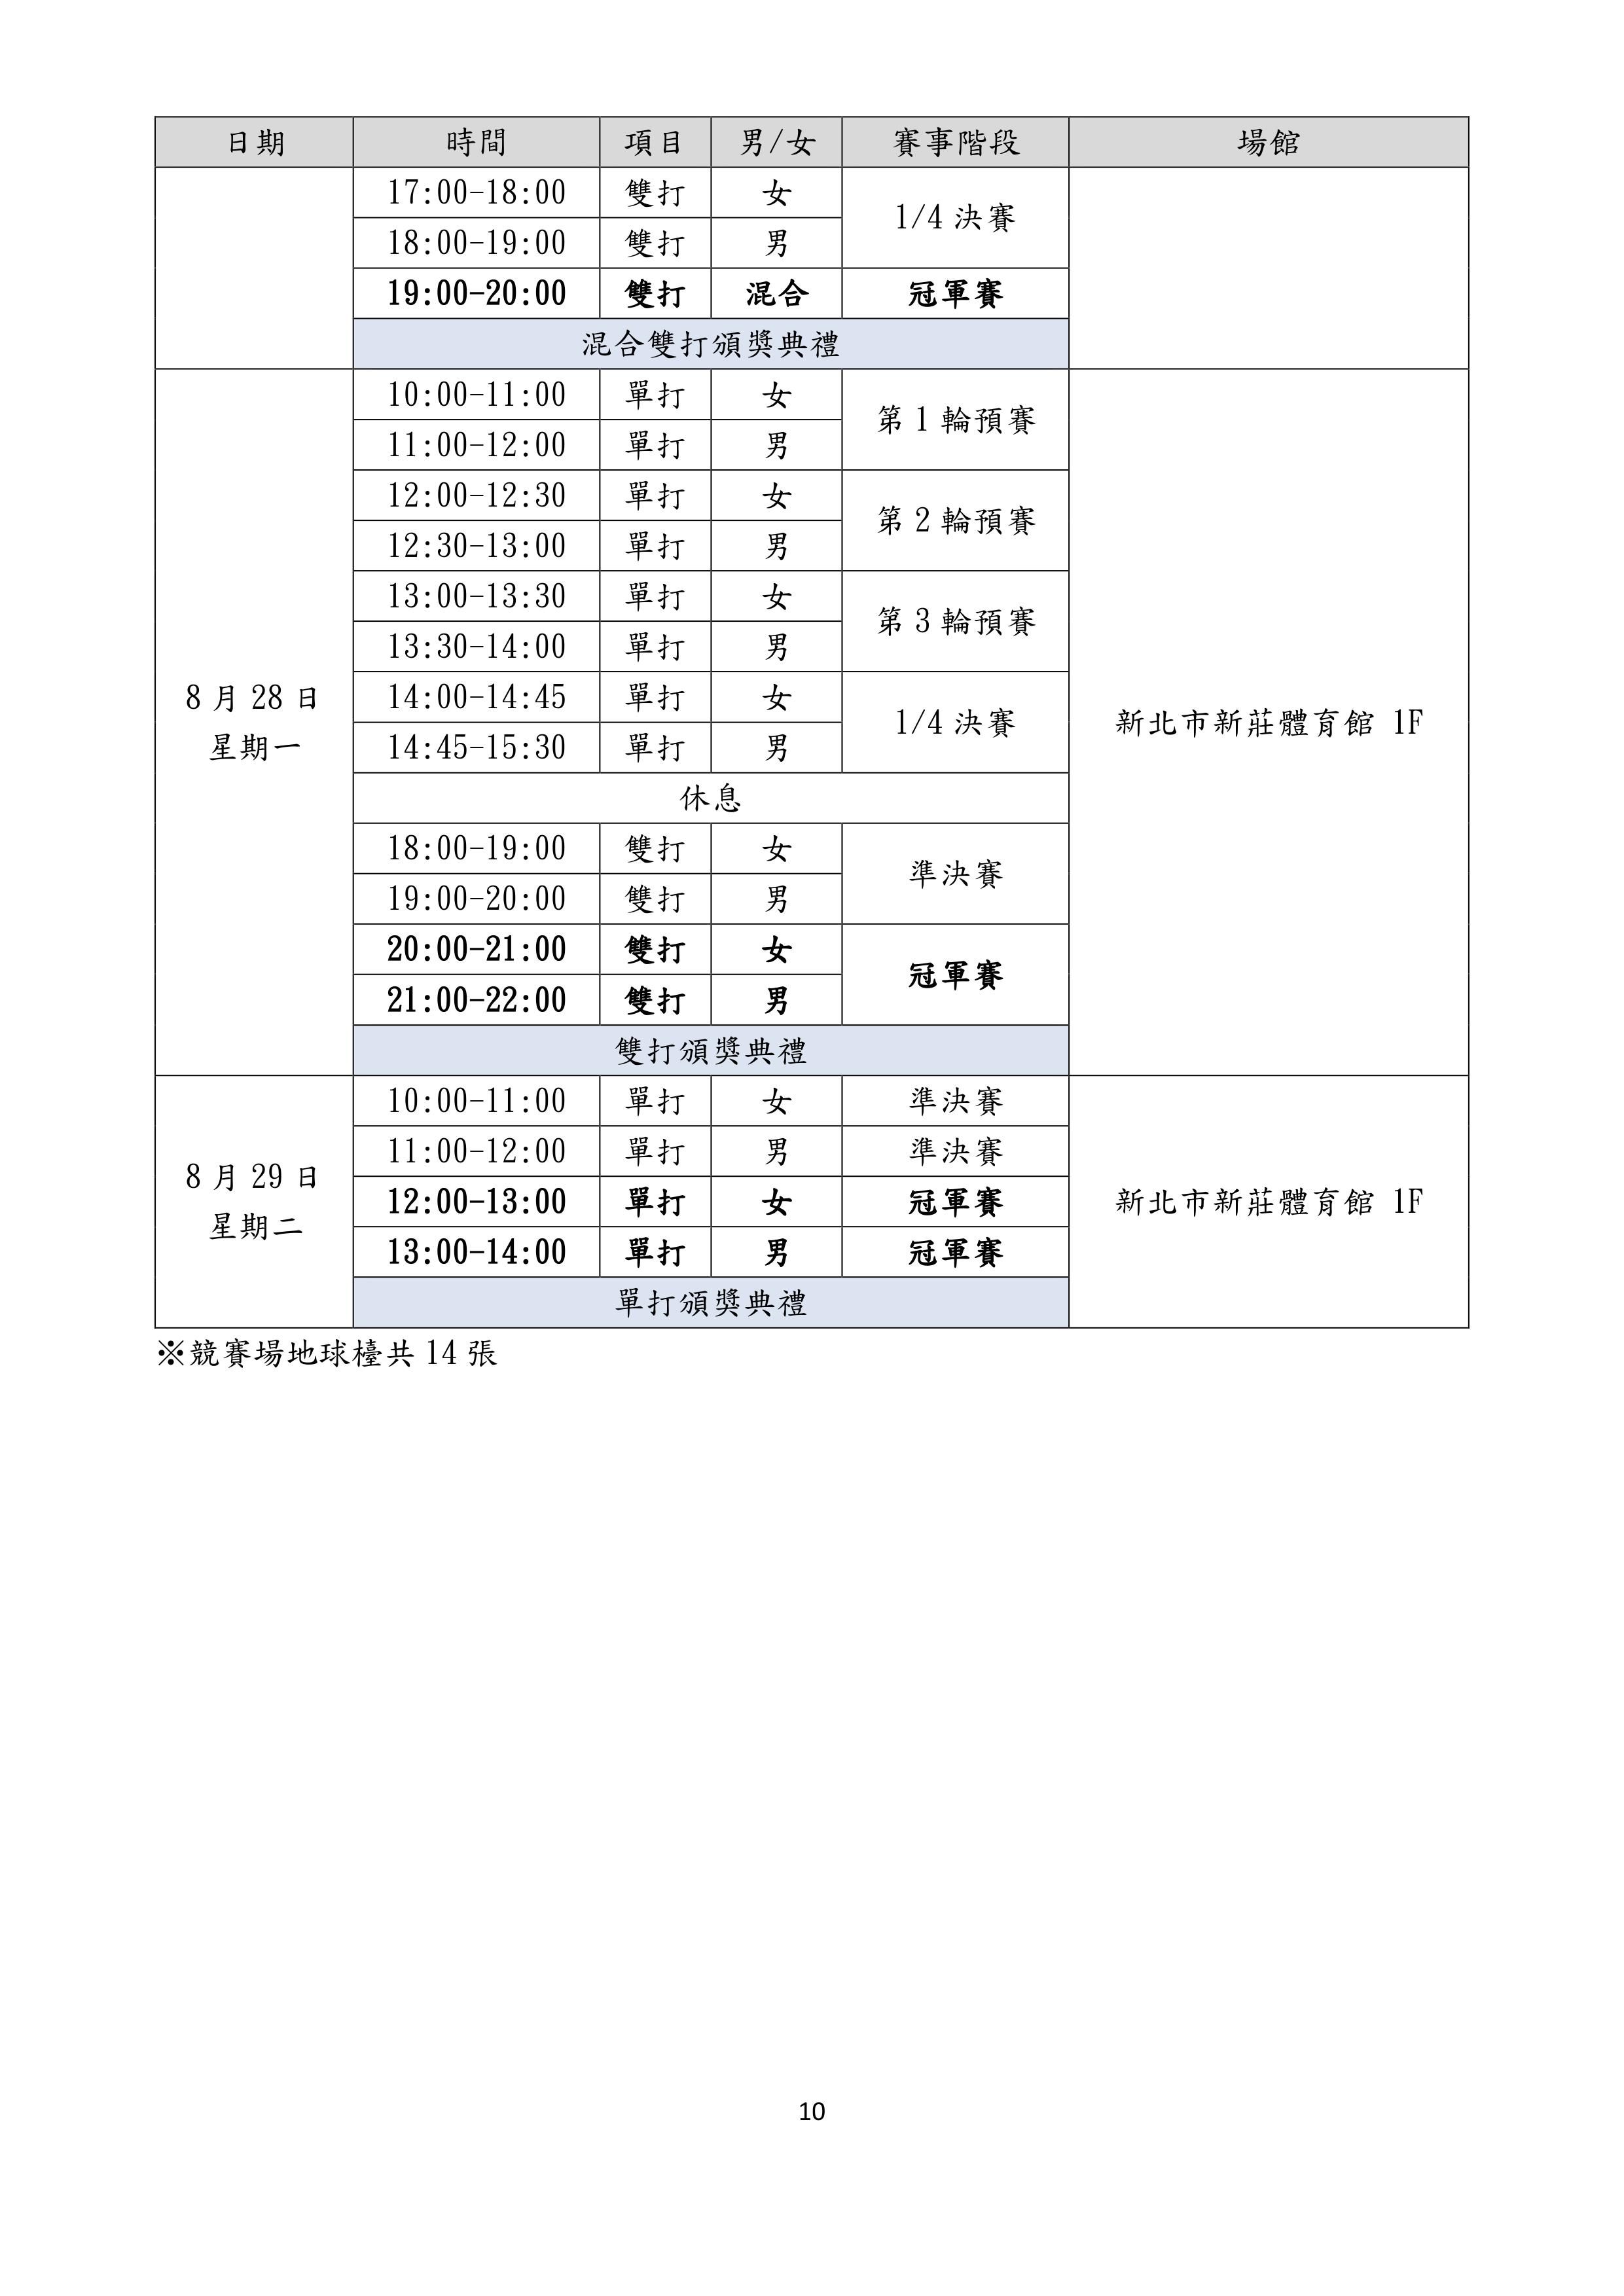 日期 時間 項目 男/女 賽事階段 場館
17:00-18:00 雙打 女 1/4 決賽
18:00-19:00 雙打 男
19:00-20:00 雙打 混合 冠軍賽
混合雙打頒獎典禮
8 月 28 日
星期一
10:00-11:00 單打 女 第 1 輪預賽
11:00-12:00 單打 男
12:00-12:30 單打 女 第 2 輪預賽
12:30-13:00 單打 男
13:00-13:30 單打 女 第 3 輪預賽
13:30-14:00 單打 男
14:00-14:45 單打 女 1/4 決賽
14:45-15:30 單打 男
休息
18:00-19:00 雙打 女 準決賽
19:00-20:00 雙打 男
20:00-21:00 雙打 女 冠軍賽
21:00-22:00 雙打 男
雙打頒獎典禮
新北市新莊體育館 1F
8 月 29 日
星期二
10:00-11:00 單打 女 準決賽
11:00-12:00 單打 男 準決賽
12:00-13:00 單打 女 冠軍賽
13:00-14:00 單打 男 冠軍賽
單打頒獎典禮
新北市新莊體育館 1F
※競賽場地球檯共 14 張
10